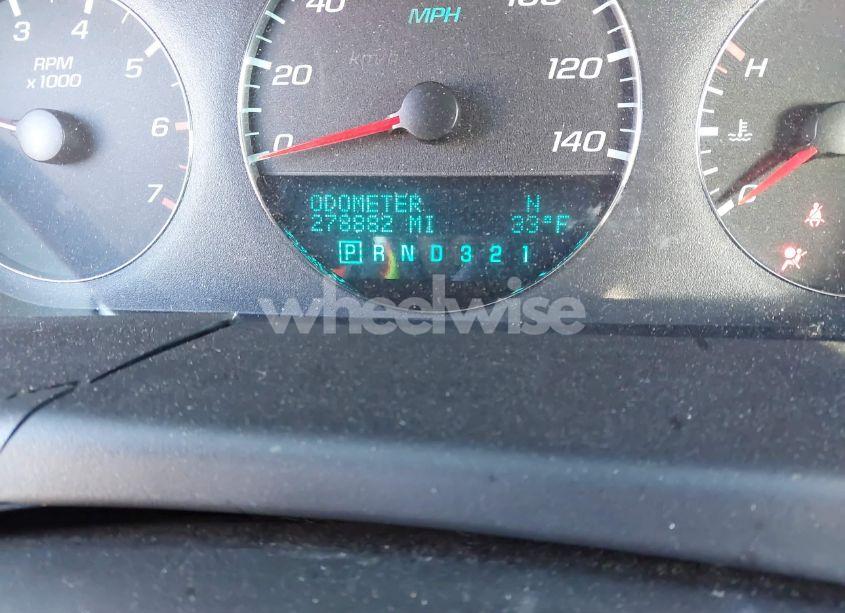 3 4 5 6 7
RPM
x1000
40 100
MPH
km/h
20 120
0 140
H
C
ODOMETER N
278882 MI 33°F
P R N D 3 2 1
wheelwise